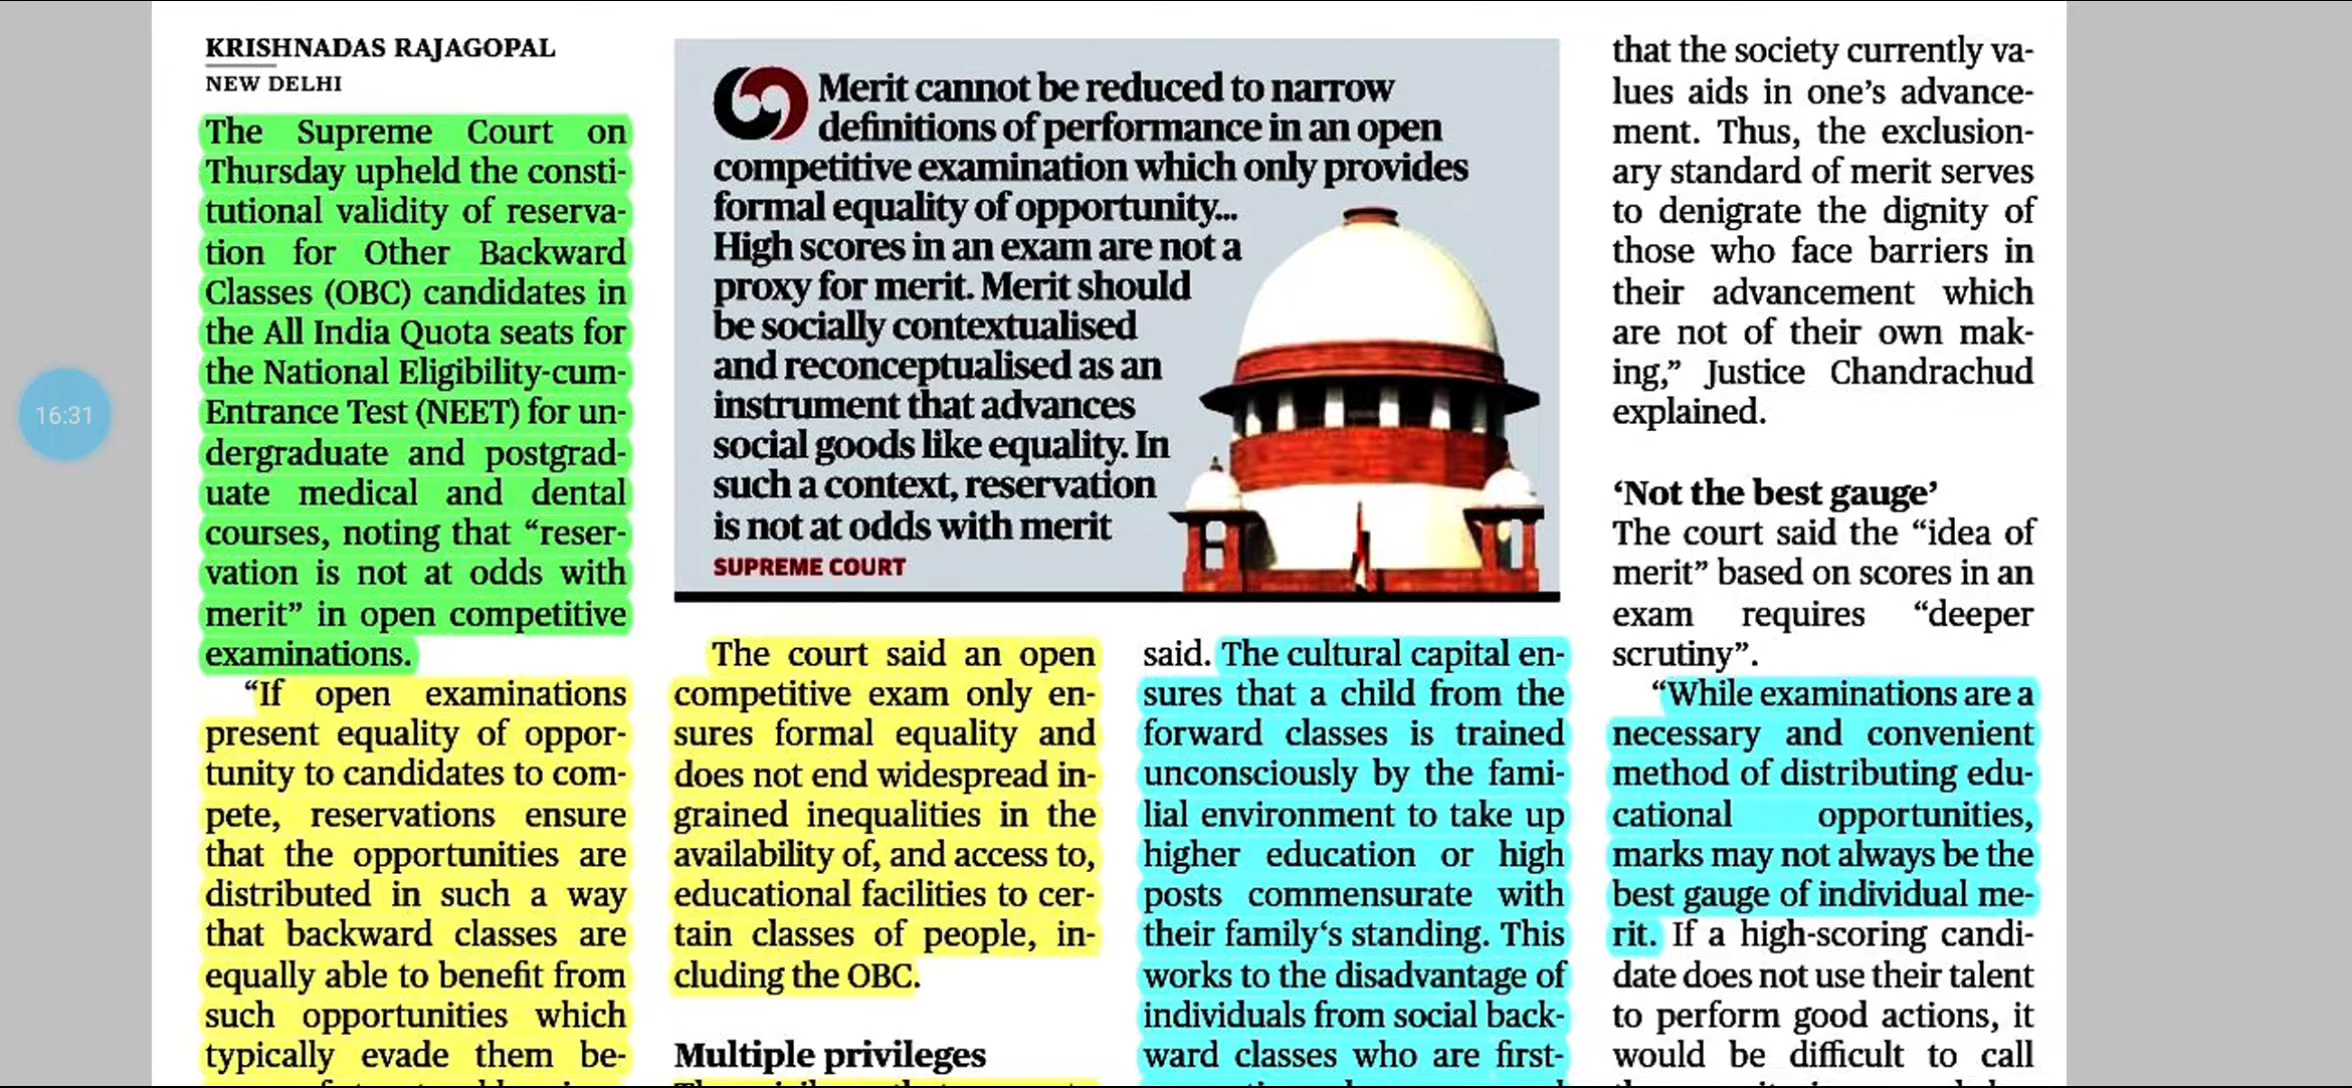 KRISHNADAS RAJAGOPAL
NEW DELHI
The Supreme Court on
Thursday upheld the consti-
tutional validity of reserva-
tion for Other Backward
Classes (OBC) candidates in
the All India Quota seats for
the National Eligibility-cum-
Entrance Test (NEET) for un-
dergraduate and postgrad-
uate medical and dental
courses, noting that “reser-
vation is not at odds with
merit” in open competitive
examinations.
“If open examinations
present equality of oppor-
tunity to candidates to com-
pete, reservations ensure
that the opportunities are
distributed in such a way
that backward classes are
equally able to benefit from
such opportunities which
typically evade them be-
Merit cannot be reduced to narrow
definitions of performance in an open
competitive examination which only provides
formal equality of opportunity...
High scores in an exam are not a
proxy for merit. Merit should
be socially contextualised
and reconceptualised as an
instrument that advances
social goods like equality. In
such a context, reservation
is not at odds with merit
SUPREME COURT
The court said an open
competitive exam only en-
sures formal equality and
does not end widespread in-
grained inequalities in the
availability of, and access to,
educational facilities to cer-
tain classes of people, in-
cluding the OBC.
Multiple privileges
said. The cultural capital en-
sures that a child from the
forward classes is trained
unconsciously by the fami-
lial environment to take up
higher education or high
posts commensurate with
their family‘s standing. This
works to the disadvantage of
individuals from social back-
ward classes who are first-
that the society currently va-
lues aids in one’s advance-
ment. Thus, the exclusion-
ary standard of merit serves
to denigrate the dignity of
those who face barriers in
their advancement which
are not of their own mak-
ing,” Justice Chandrachud
explained.
‘Not the best gauge’
The court said the “idea of
merit” based on scores in an
exam requires “deeper
scrutiny”.
“While examinations are a
necessary and convenient
method of distributing edu-
cational opportunities,
marks may not always be the
best gauge of individual me-
rit. If a high-scoring candi-
date does not use their talent
to perform good actions, it
would be difficult to call
16:31